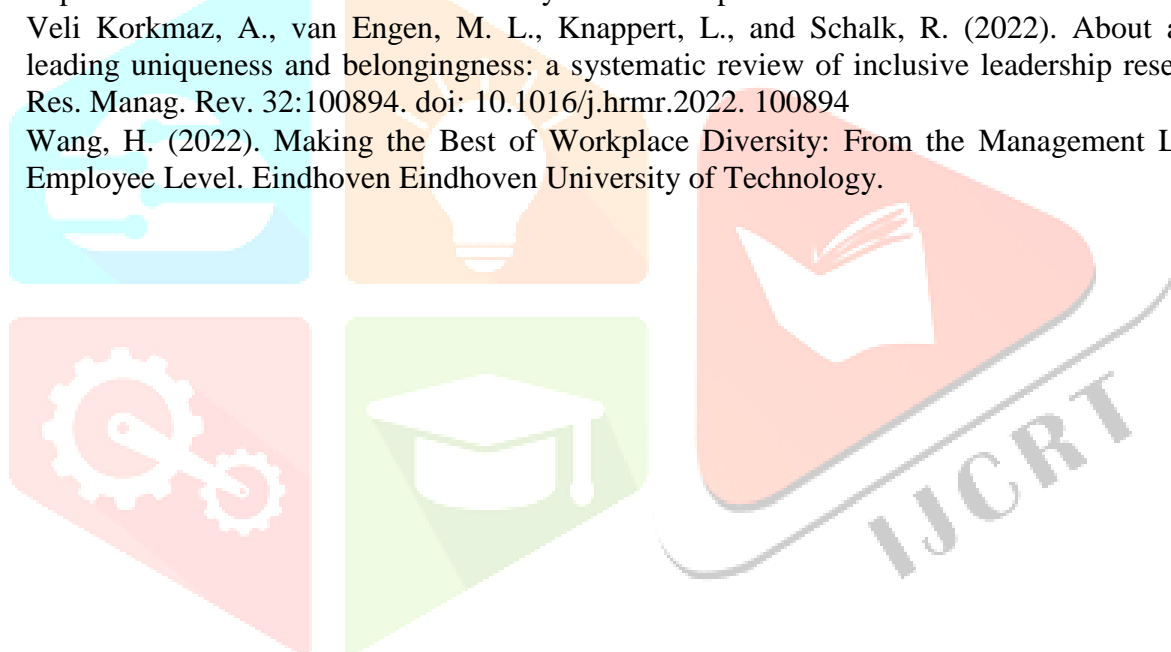 Veli Korkmaz, A., van Engen, M. L., Knappert, L., and Schalk, R. (2022). About
leading uniqueness and belongingness: a systematic review of inclusive leadership
Res. Manag. Rev. 32:100894. doi: 10.1016/j.hrmr.2022. 100894
Wang, H. (2022). Making the Best of Workplace Diversity: From the Management
Employee Level. Eindhoven Eindhoven University of Technology.
IJCRT